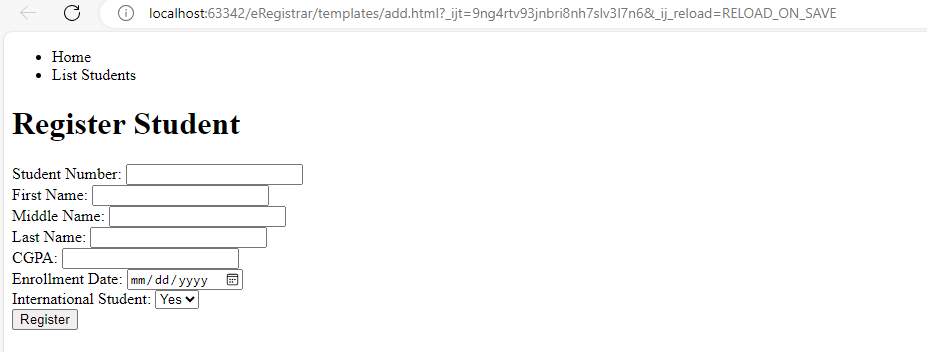 localhost:63342/eRegistrar/templates/add.html?_ijt=9ng4rtv93jnbri8nh7slv3l7n6&_ij_reload=RELOAD_ON_SAVE
Home
List Students
Register Student
Student Number:
First Name:
Middle Name:
Last Name:
CGPA:
Enrollment Date: mm/dd/yyyy
International Student: Yes
Register